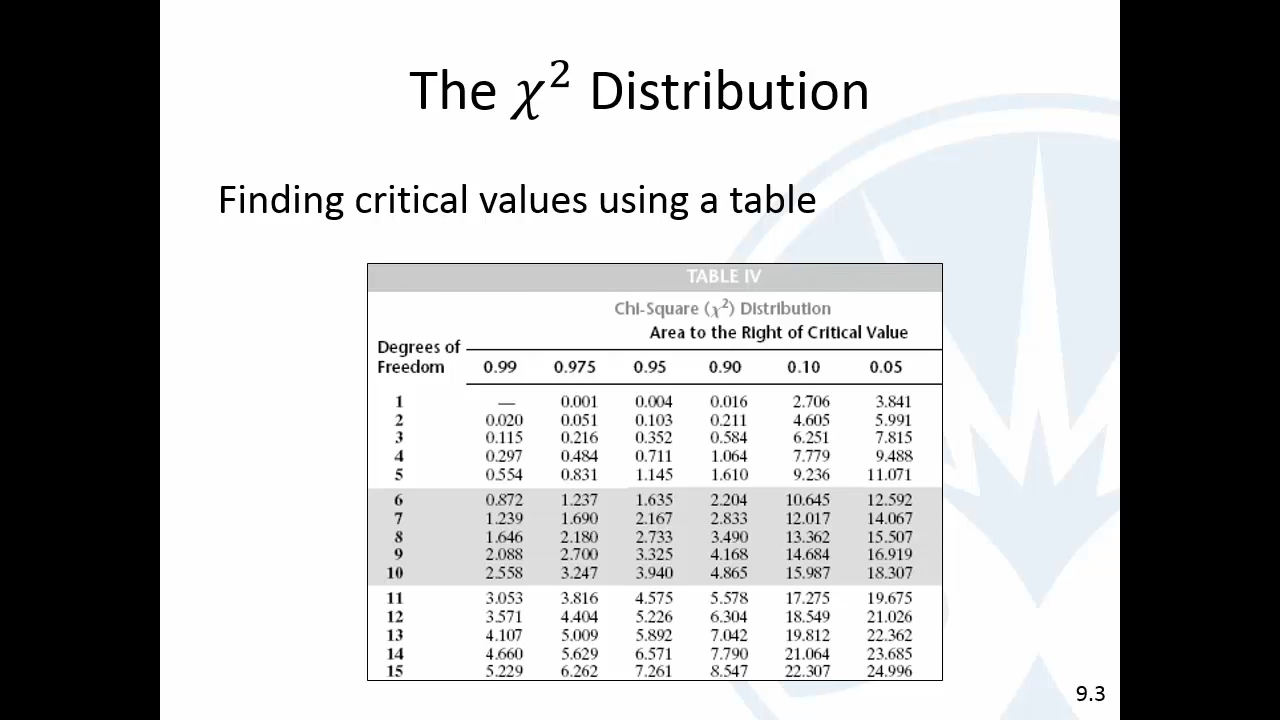 The χ² Distribution
Finding critical values using a table
TABLE IV
Chi-Square (χ²) Distribution
Area to the Right of Critical Value
Degrees of
Freedom 0.99 0.975 0.95 0.90 0.10 0.05
1 — 0.001 0.004 0.016 2.706 3.841
2 0.020 0.051 0.103 0.211 4.605 5.991
3 0.115 0.216 0.352 0.584 6.251 7.815
4 0.297 0.484 0.711 1.064 7.779 9.488
5 0.554 0.831 1.145 1.610 9.236 11.071
6 0.872 1.237 1.635 2.204 10.645 12.592
7 1.239 1.690 2.167 2.833 12.017 14.067
8 1.646 2.180 2.733 3.490 13.362 15.507
9 2.088 2.700 3.325 4.168 14.684 16.919
10 2.558 3.247 3.940 4.865 15.987 18.307
11 3.053 3.816 4.575 5.578 17.275 19.675
12 3.571 4.404 5.226 6.304 18.549 21.026
13 4.107 5.009 5.892 7.042 19.812 22.362
14 4.660 5.629 6.571 7.790 21.064 23.685
15 5.229 6.262 7.261 8.547 22.307 24.996
9.3